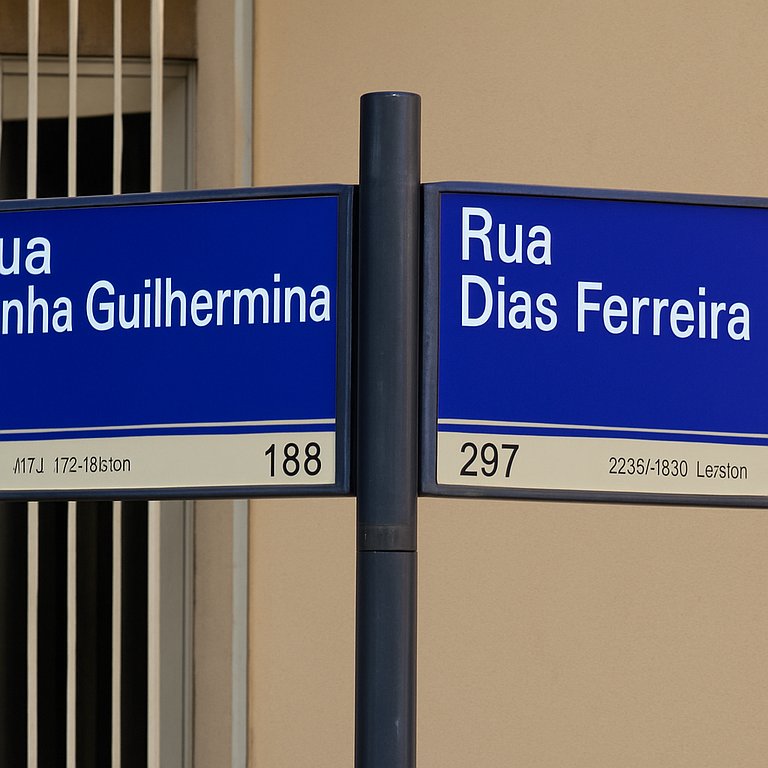 ua
nha Guilhermina
188
Rua
Dias Ferreira
297